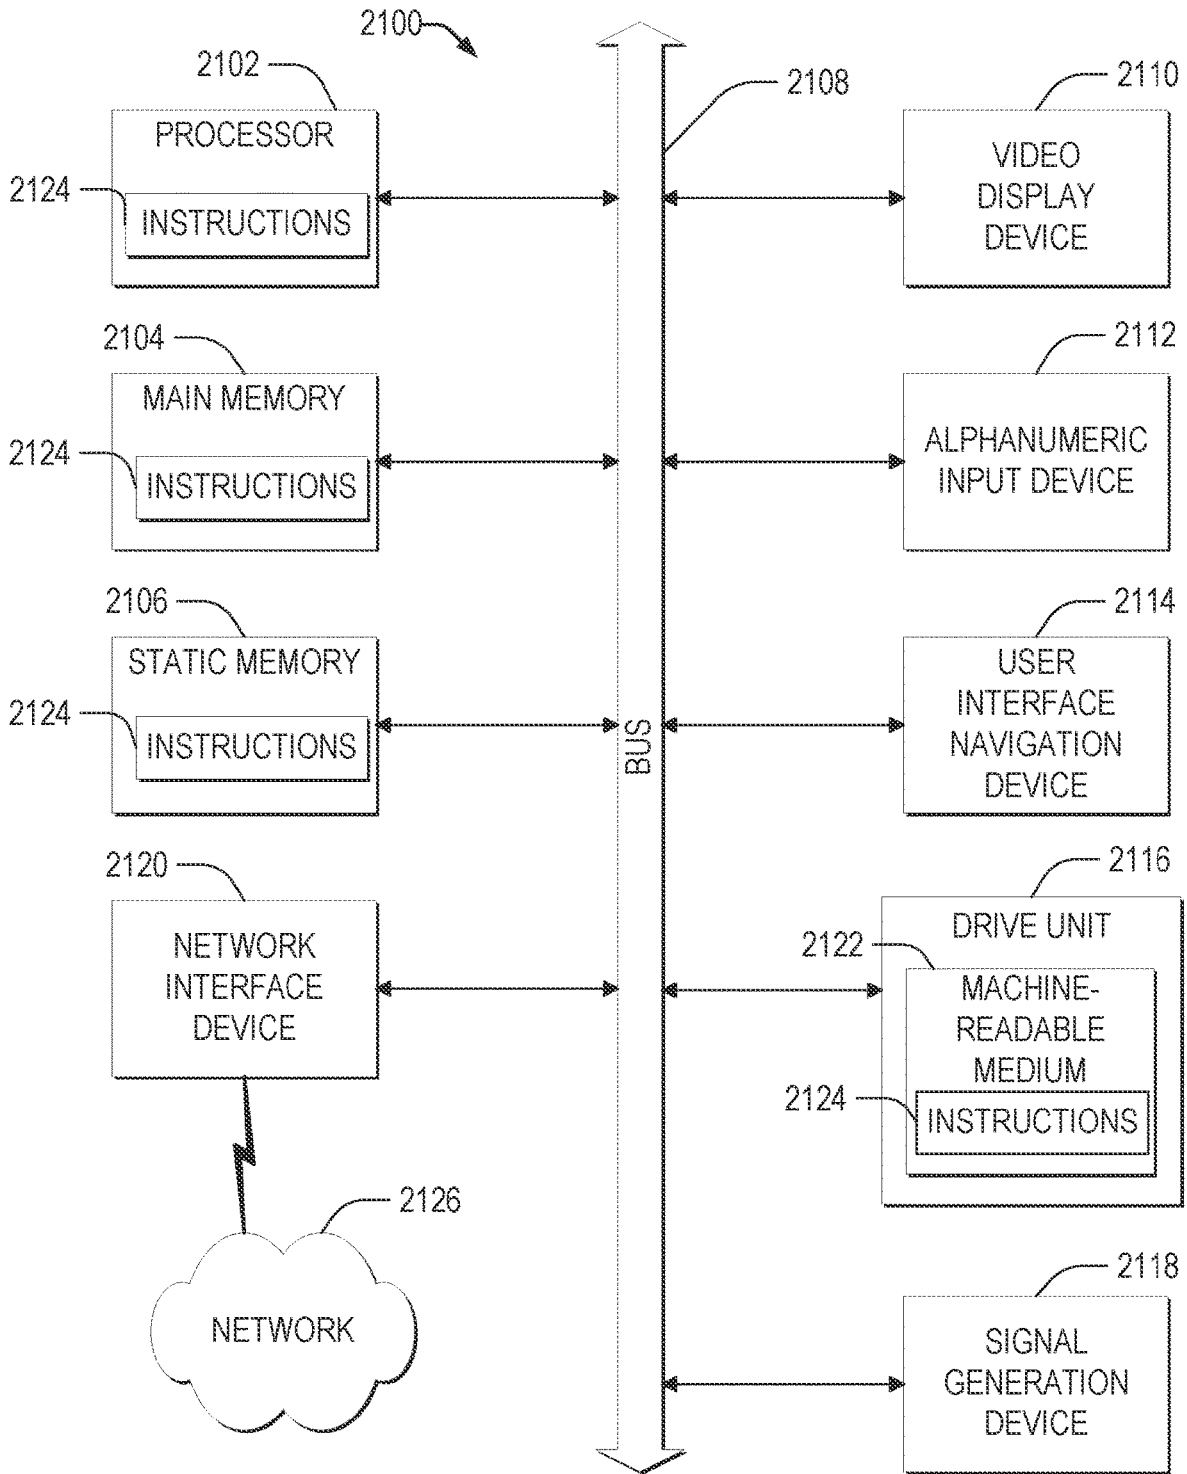 2100
2102
PROCESSOR
2124
INSTRUCTIONS
2104
MAIN MEMORY
2124
INSTRUCTIONS
2106
STATIC MEMORY
2124
INSTRUCTIONS
2120
NETWORK
INTERFACE
DEVICE
2126
NETWORK
2108
BUS
2110
VIDEO
DISPLAY
DEVICE
2112
ALPHANUMERIC
INPUT DEVICE
2114
USER
INTERFACE
NAVIGATION
DEVICE
2116
DRIVE UNIT
2122
MACHINE-
READABLE
MEDIUM
2124
INSTRUCTIONS
2118
SIGNAL
GENERATION
DEVICE